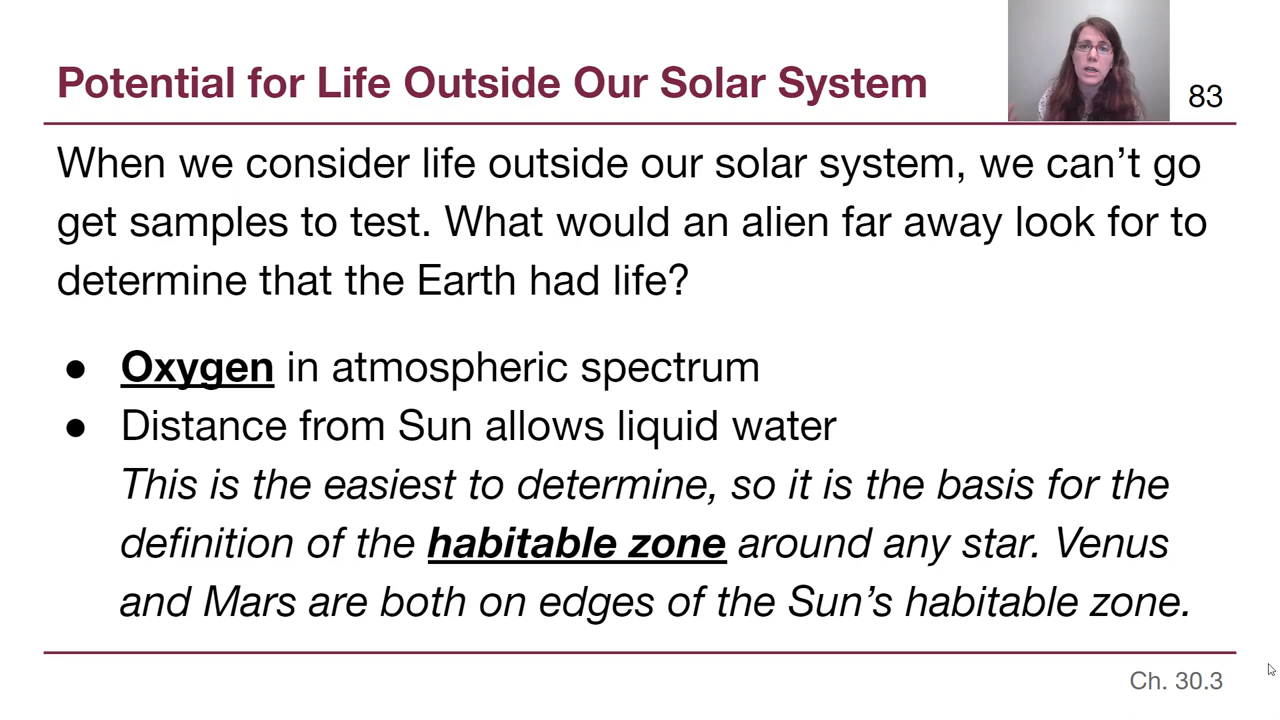 Potential for Life Outside Our Solar System
83
When we consider life outside our solar system, we can’t go
get samples to test. What would an alien far away look for to
determine that the Earth had life?
● Oxygen in atmospheric spectrum
● Distance from Sun allows liquid water
This is the easiest to determine, so it is the basis for the
definition of the habitable zone around any star. Venus
and Mars are both on edges of the Sun’s habitable zone.
Ch. 30.3